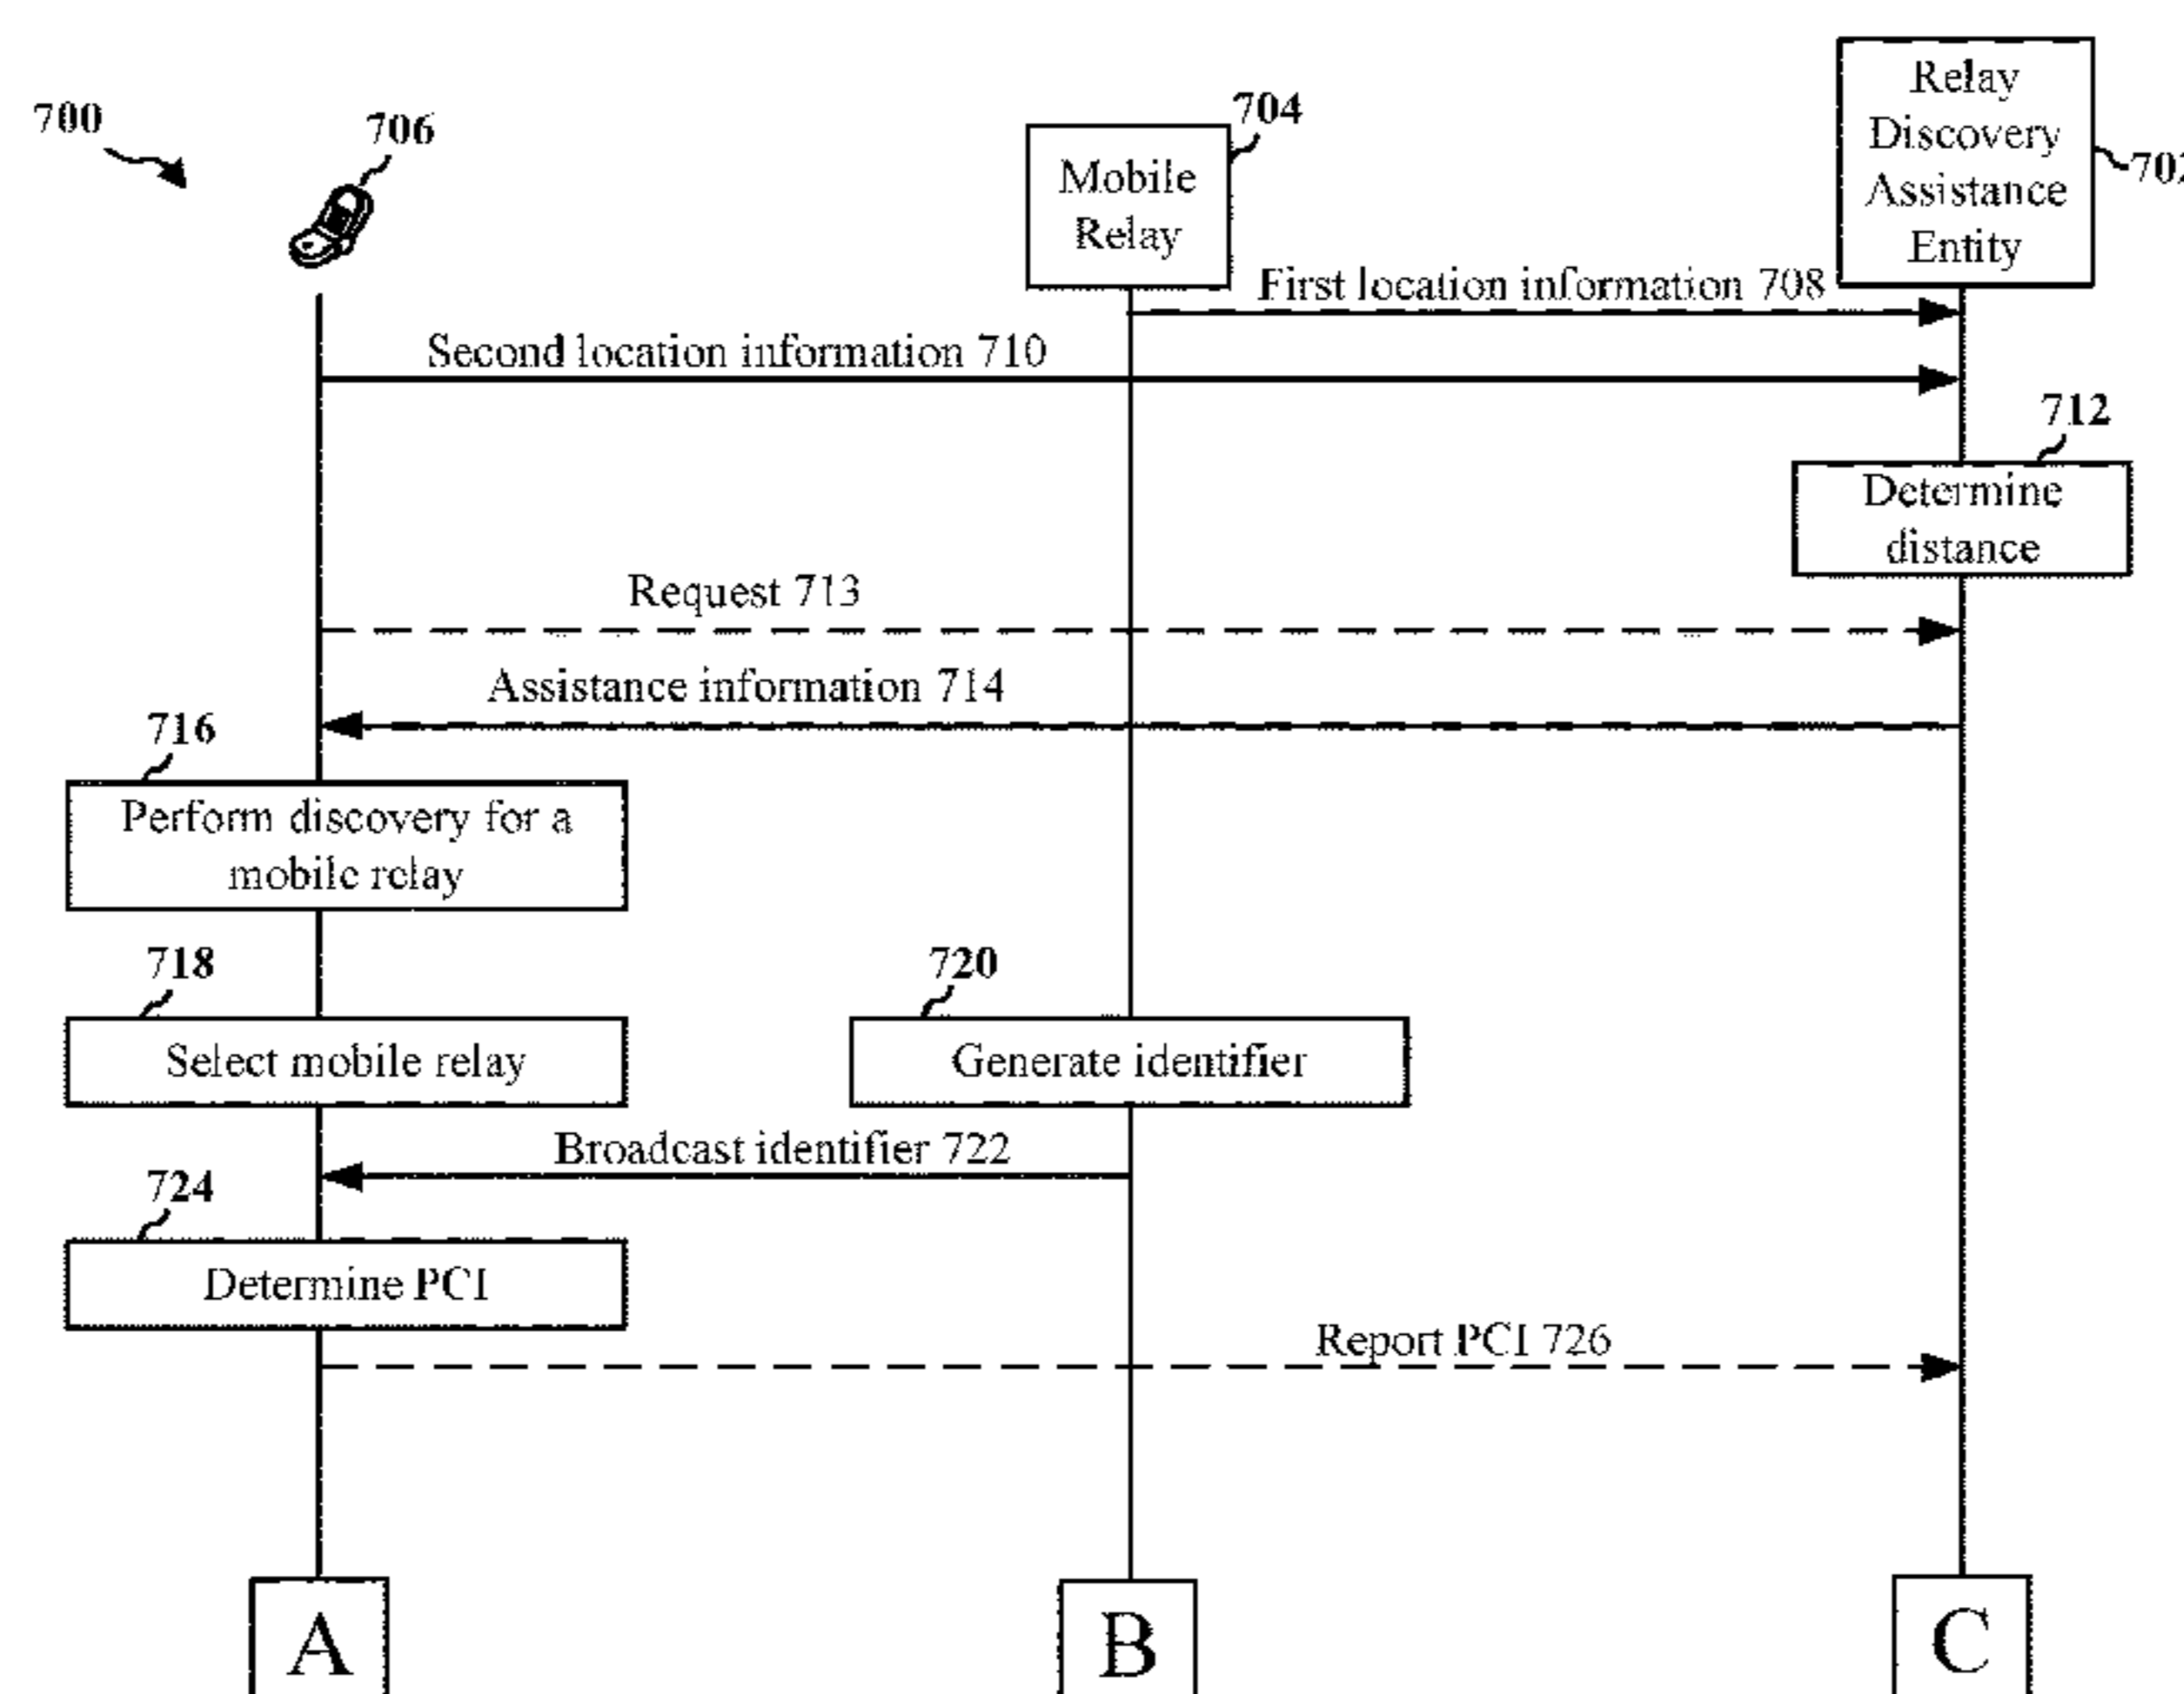 700
706
704
Mobile
Relay
Relay
Discovery
Assistance
Entity
First location information 708
Second location information 710
712
Determine
distance
Request 713
Assistance information 714
716
Perform discovery for a
mobile relay
718
Select mobile relay
720
Generate identifier
Broadcast identifier 722
724
Determine PCI
Report PCI 726
A
B
C